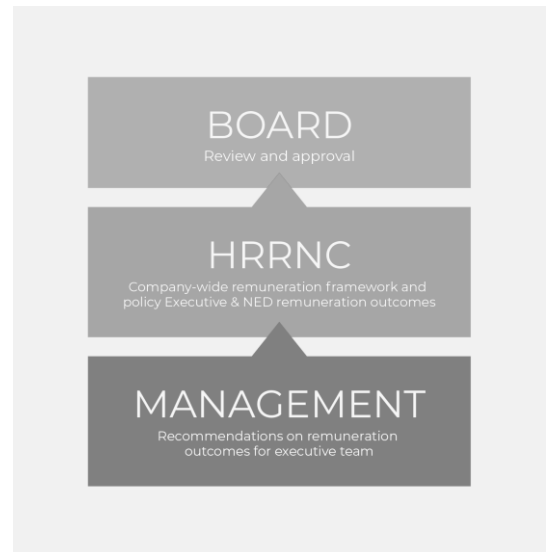 BOARD
Review and approval
HRRNC
Company-wide remuneration framework and
policy Executive & NED remuneration outcomes
MANAGEMENT
Recommendations on remuneration
outcomes for executive team